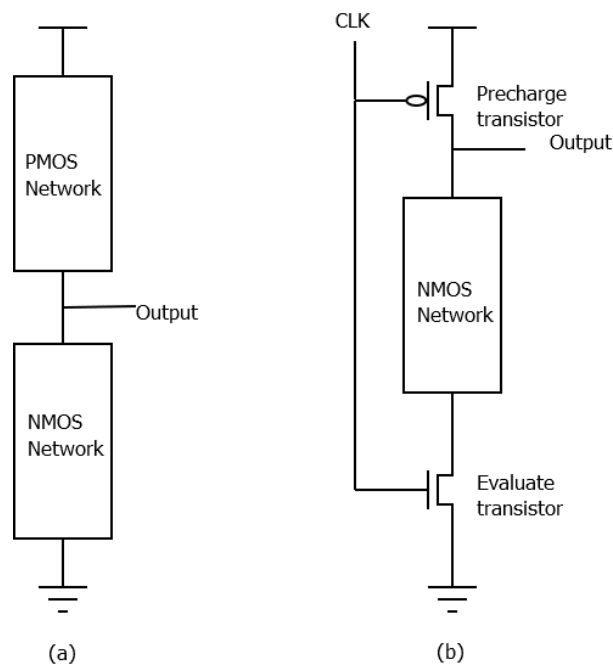 CLK
PMOS
Network
Output
NMOS
Network
(a)
Precharge
transistor
Output
NMOS
Network
Evaluate
transistor
(b)